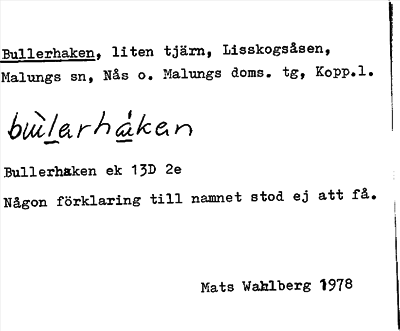 Bullerhaken, liten tjärn, Lisskogsåsen,
Malungs sn, Nås o. Malungs doms. tg, Kopp.l.
bùlarhákan
Bullerhaken ek 13D 2e
Någon förklaring till namnet stod ej att få.
Mats Wahlberg 1978